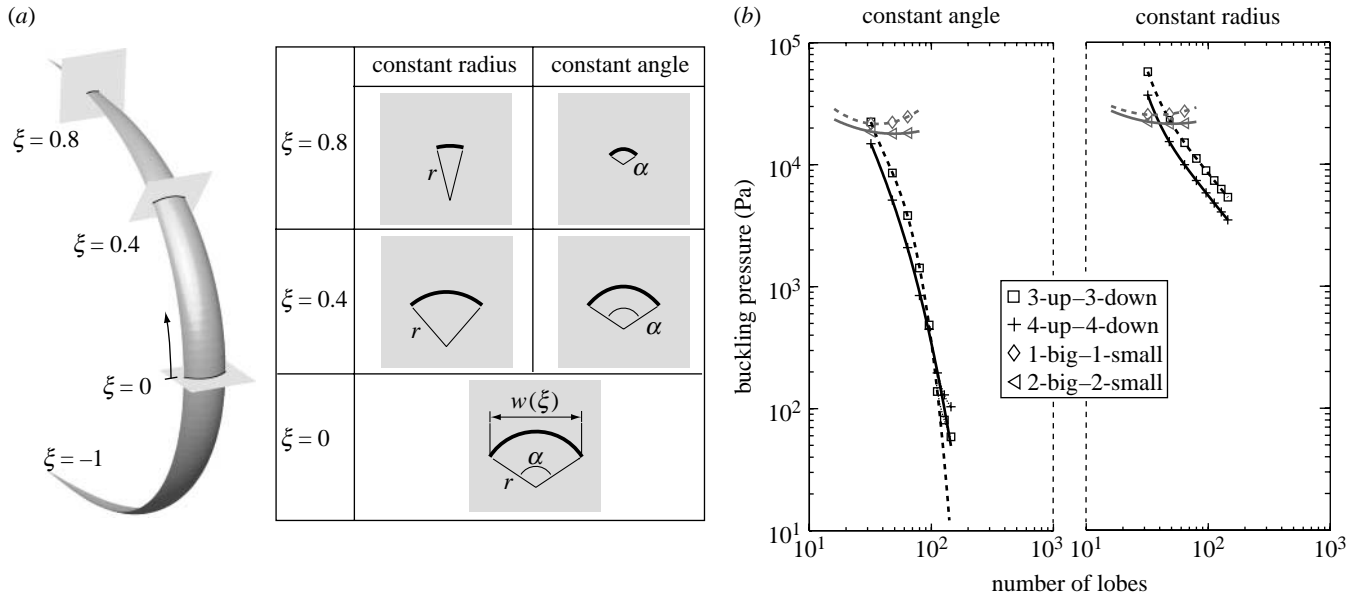 (a)
constant radius
constant angle
ξ = 0.8
r
α
ξ = 0.4
r
α
ξ = 0
w(ξ)
α
r
ξ = 0.8
ξ = 0.4
ξ = 0
ξ = –1
(b)
constant angle
constant radius
buckling pressure (Pa)
10^5
10^4
10^3
10^2
10^1
10^1
10^2
10^3
10^1
10^2
10^3
number of lobes
3-up–3-down
4-up–4-down
1-big–1-small
2-big–2-small